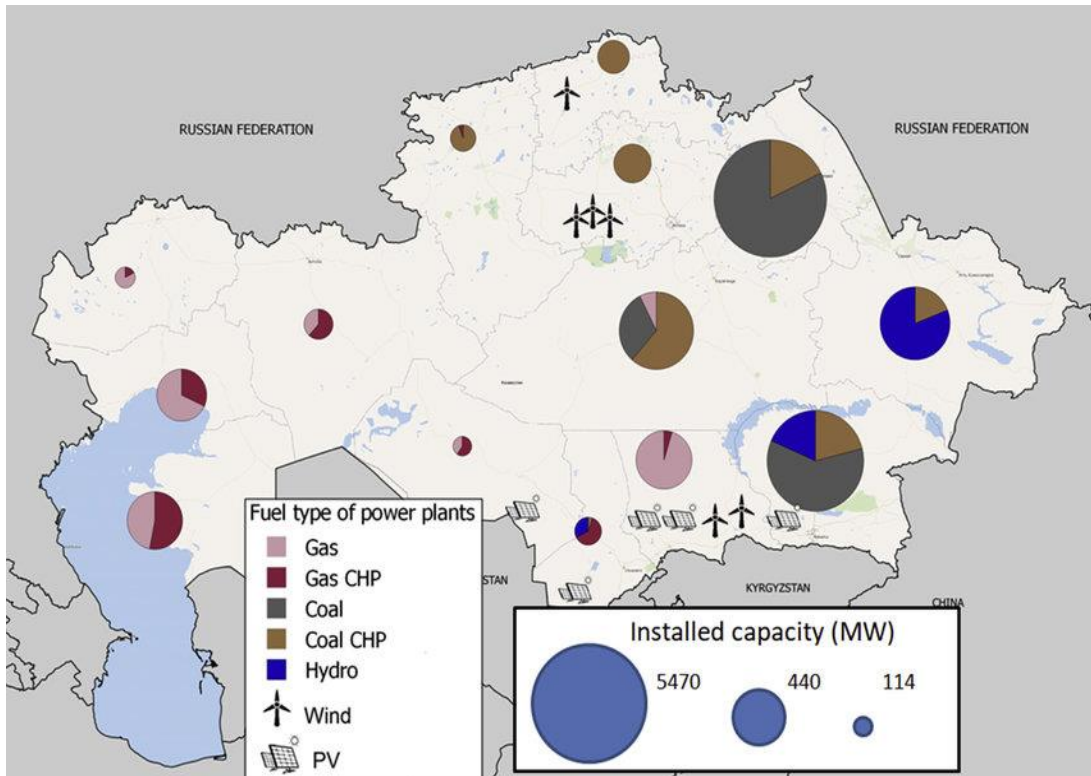 RUSSIAN FEDERATION
RUSSIAN FEDERATION
STAN
KYRGYZSTAN
CHINA
Fuel type of power plants
Gas
Gas CHP
Coal
Coal CHP
Hydro
Wind
PV
Installed capacity (MW)
5470
440
114